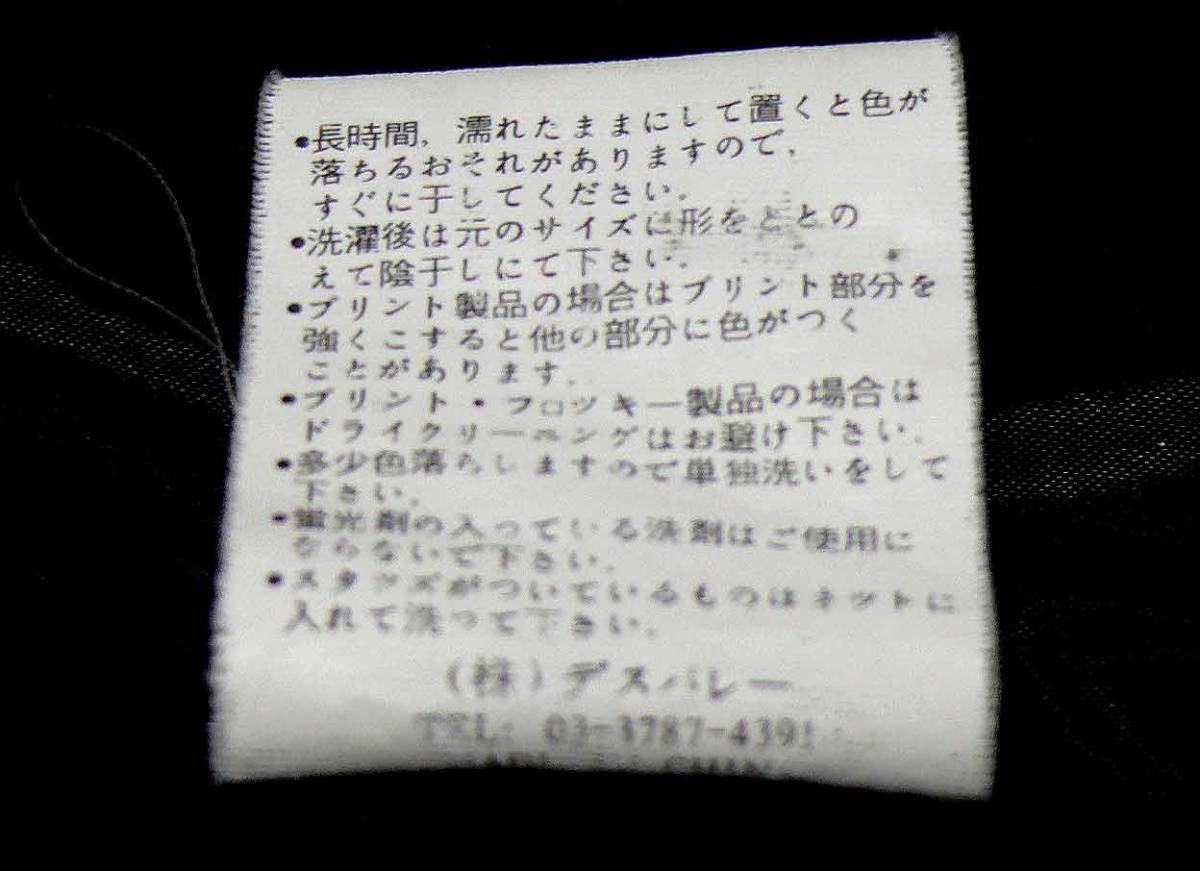 ●長時間，濡れたままにして置くと色が
落ちるおそれがありますので，
すぐに干してください．
●洗濯後は元のサイズに形をととの
えて陰干しにて下さい．
●プリント製品の場合はプリント部分を
強くこすると他の部分に色がつく
ことがあります．
●プリント・フロッキー製品の場合は
ドライクリーニングはお避け下さい．
●多少色落ちしますので単独洗いをして
下さい．
●蛍光剤の入っている洗剤はご使用に
ならないで下さい．
●スタッズがついているものはネットに
入れて洗って下さい．
（株）デスバレー
TEL: 03-3787-4391